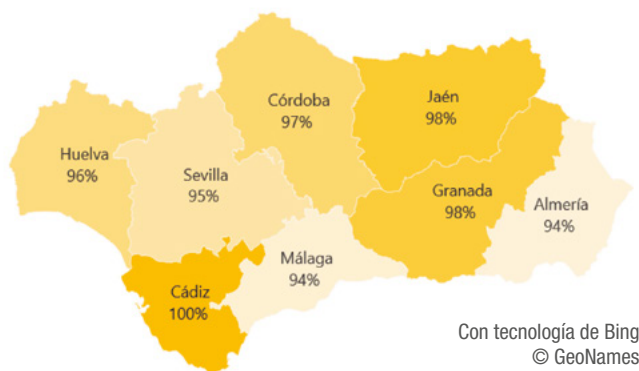 Córdoba
97%
Jaén
98%
Huelva
96%
Sevilla
95%
Granada
98%
Almería
94%
Málaga
94%
Cádiz
100%
Con tecnología de Bing
© GeoNames